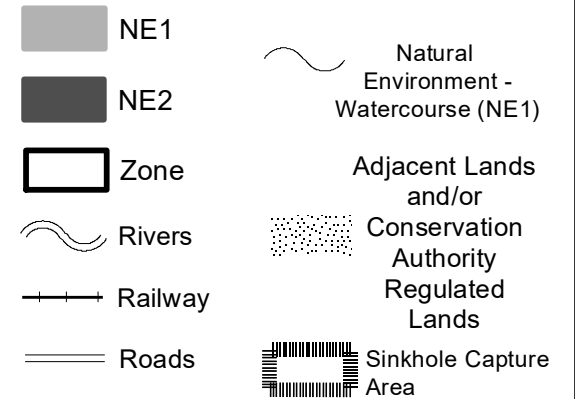 NE1
NE2
Zone
Rivers
Railway
Roads
Natural
Environment -
Watercourse (NE1)
Adjacent Lands
and/or
Conservation
Authority
Regulated
Lands
Sinkhole Capture
Area